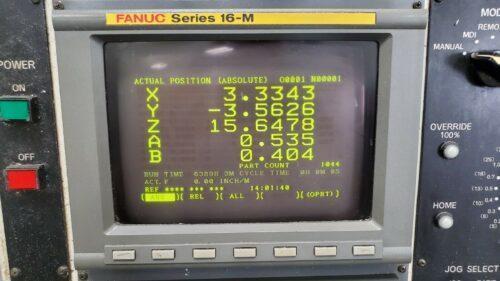 FANUC Series 16-M
ACTUAL POSITION (ABSOLUTE) O0001 N00001
X 3.3343
Y -3.5626
Z 15.6478
A 0.535
B 0.404
PART COUNT 1044
RUN TIME CYCLE TIME 0H 0M 0S
ACT.F 0.00 INCH/M
REF **** *** *** 14:01:40
REL ][ ALL ][ ][ (OPRT) ]
POWER
ON
OFF
MOD
REMO
MDI
MANUAL
OVERRIDE
100%
HOME
JOG SELECT